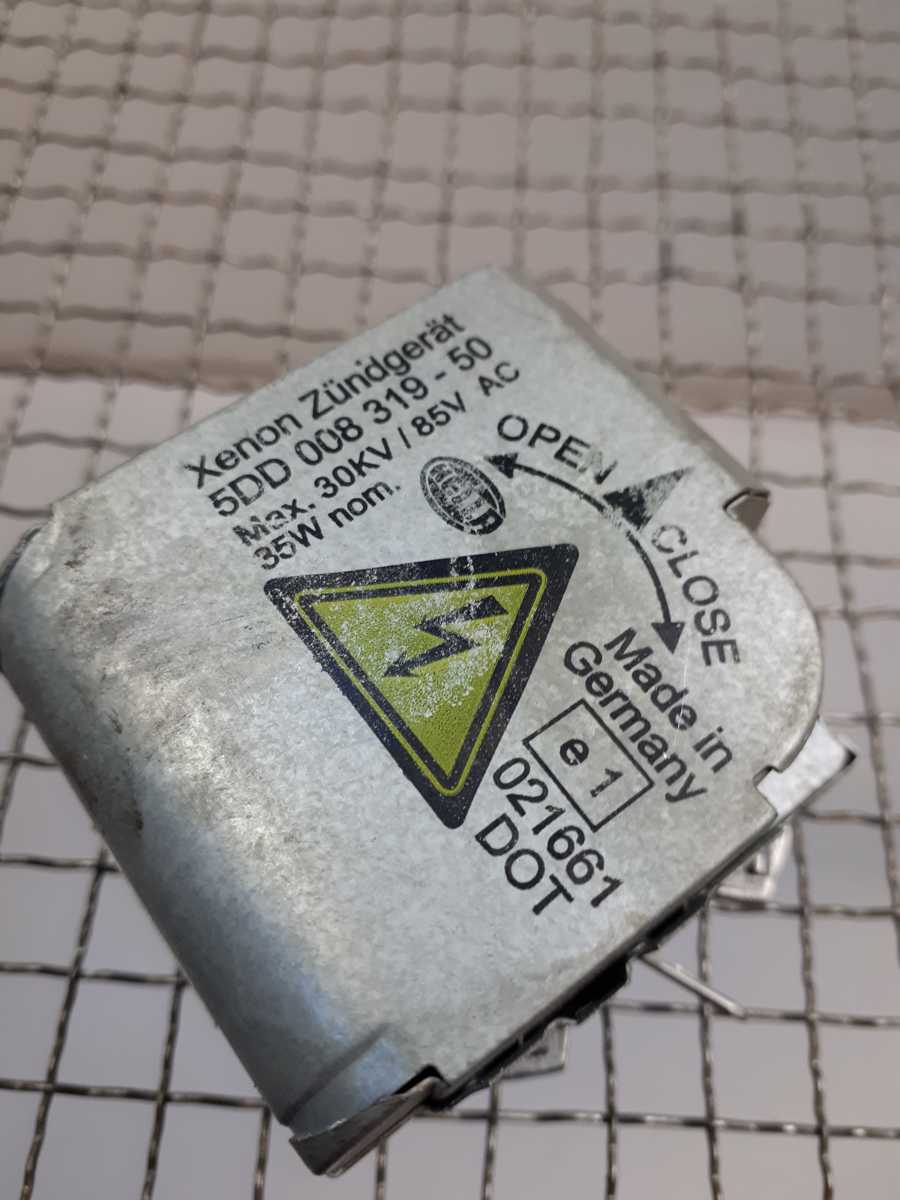 Xenon Zündgerät
5DD 008 319 - 50
Max. 30KV / 85V AC
35W nom.
HELLA
OPEN
CLOSE
Made in
Germany
e 1
021661
DOT